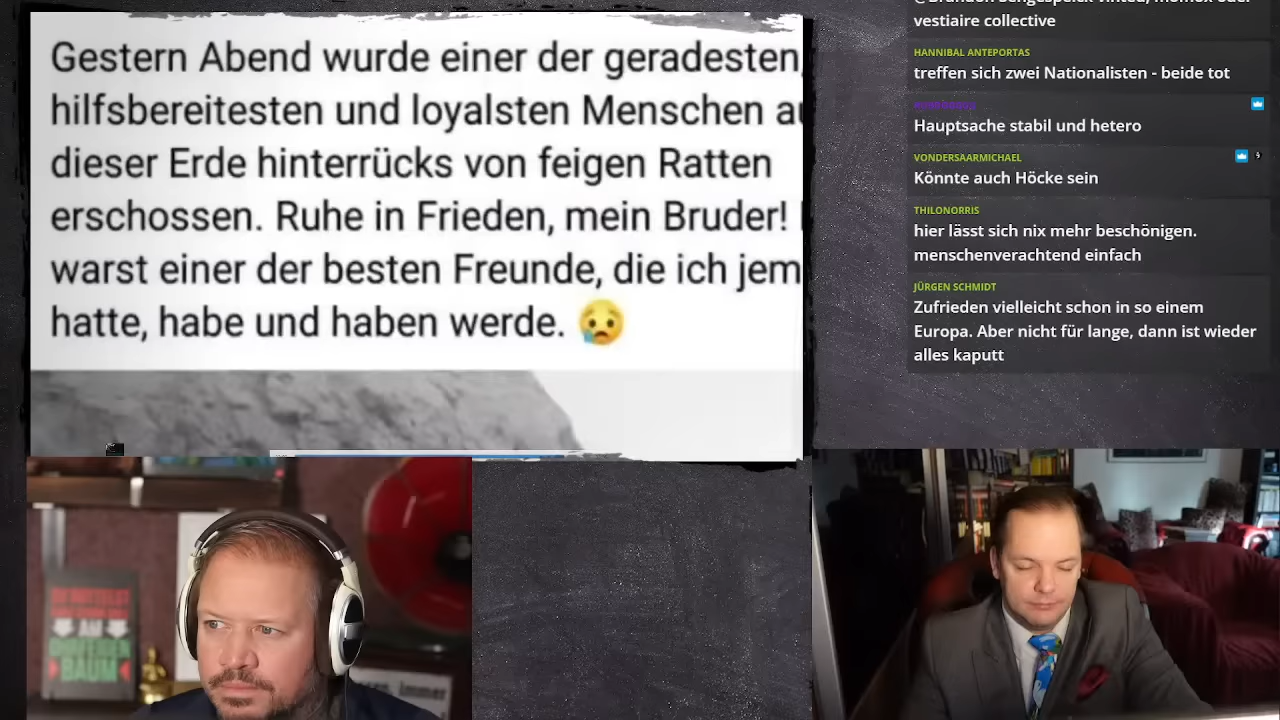 Gestern Abend wurde einer der geradesten,
hilfsbereitesten und loyalsten Menschen
dieser Erde hinterrücks von feigen Ratten
erschossen. Ruhe in Frieden, mein Bruder!
warst einer der besten Freunde, die ich jem
hatte, habe und haben werde. 😢
vestiaire collective
HANNIBAL ANTEPORTAS
treffen sich zwei Nationalisten - beide tot
Hauptsache stabil und hetero
VONDERSAARMICHAEL
Könnte auch Höcke sein
THILONORRIS
hier lässt sich nix mehr beschönigen.
menschenverachtend einfach
JÜRGEN SCHMIDT
Zufrieden vielleicht schon in so einem
Europa. Aber nicht für lange, dann ist wieder
alles kaputt
AM
BAUM
immer